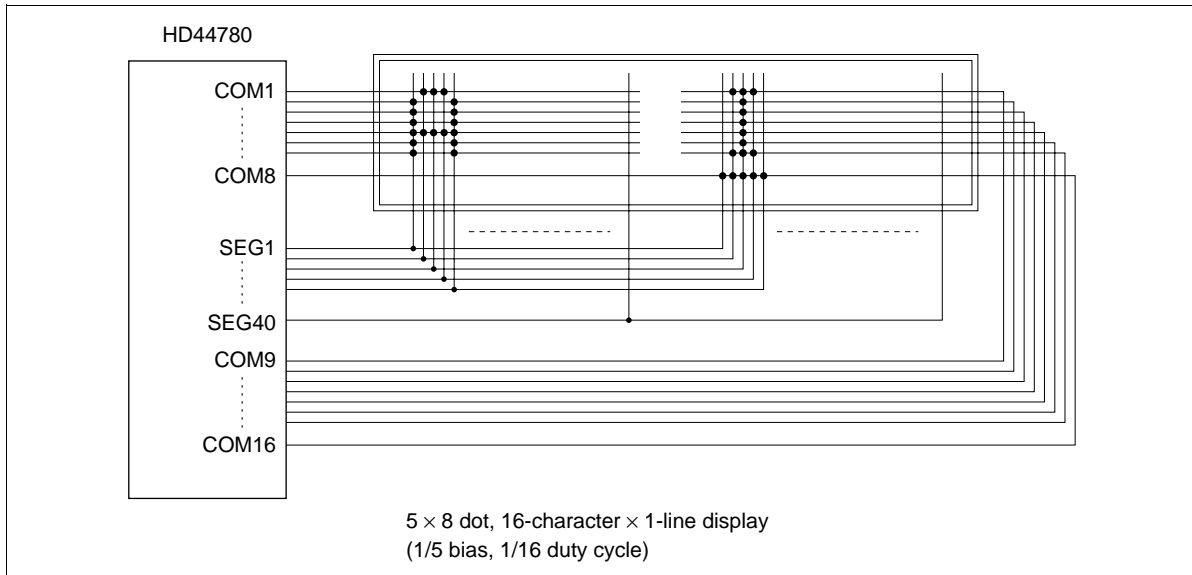 HD44780
COM1
COM8
SEG1
SEG40
COM9
COM16
5 × 8 dot, 16-character × 1-line display
(1/5 bias, 1/16 duty cycle)